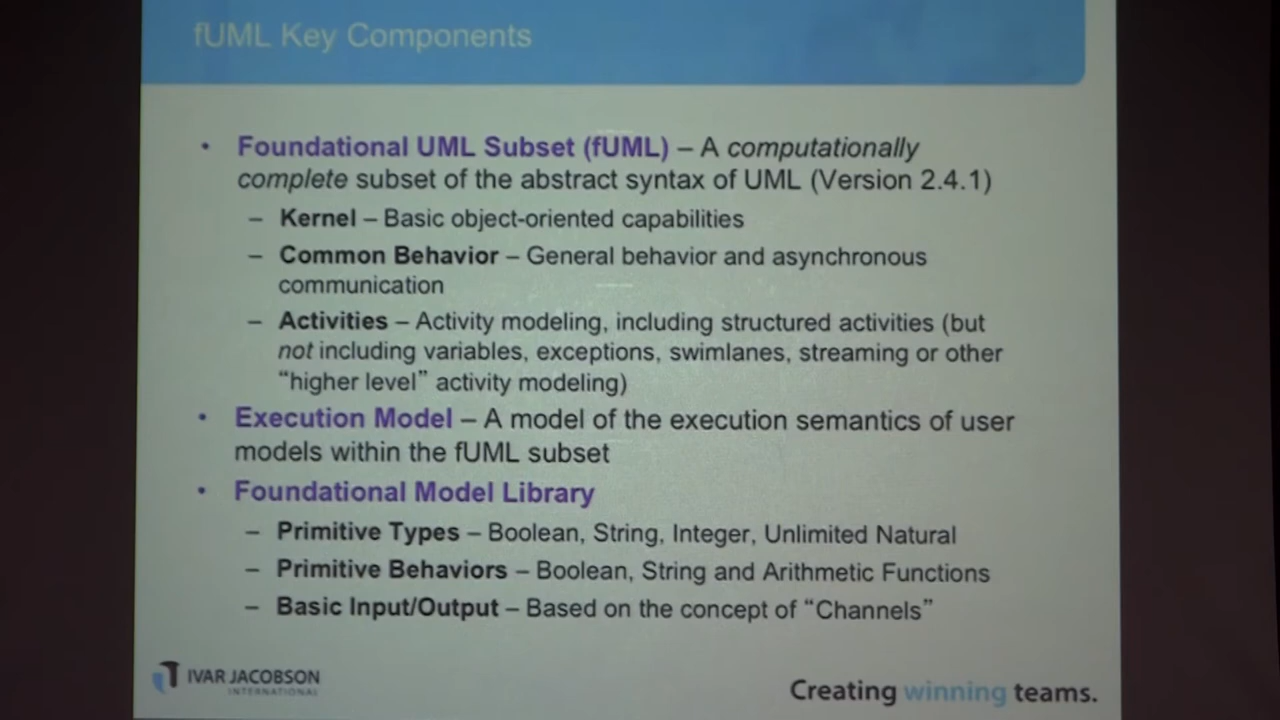 fUML Key Components
• Foundational UML Subset (fUML) – A computationally
complete subset of the abstract syntax of UML (Version 2.4.1)
– Kernel – Basic object-oriented capabilities
– Common Behavior – General behavior and asynchronous
communication
– Activities – Activity modeling, including structured activities (but
not including variables, exceptions, swimlanes, streaming or other
“higher level” activity modeling)
• Execution Model – A model of the execution semantics of user
models within the fUML subset
• Foundational Model Library
– Primitive Types – Boolean, String, Integer, Unlimited Natural
– Primitive Behaviors – Boolean, String and Arithmetic Functions
– Basic Input/Output – Based on the concept of “Channels”
IVAR JACOBSON
INTERNATIONAL
Creating winning teams.